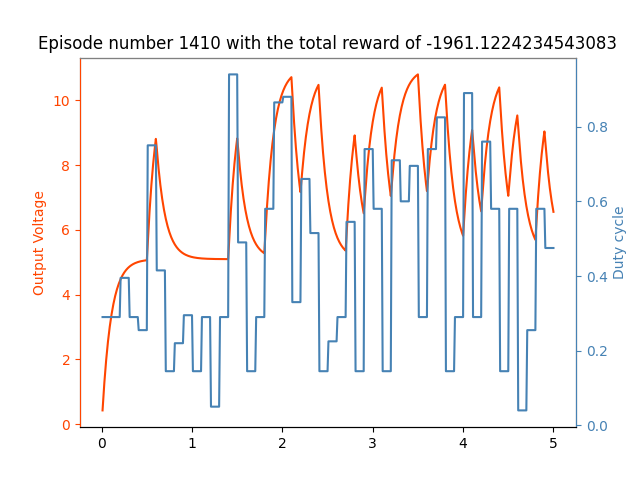 Episode number 1410 with the total reward of -1961.1224234543083
10
8
6
4
2
0
Output Voltage
0.8
0.6
0.4
0.2
0.0
Duty cycle
0 1 2 3 4 5